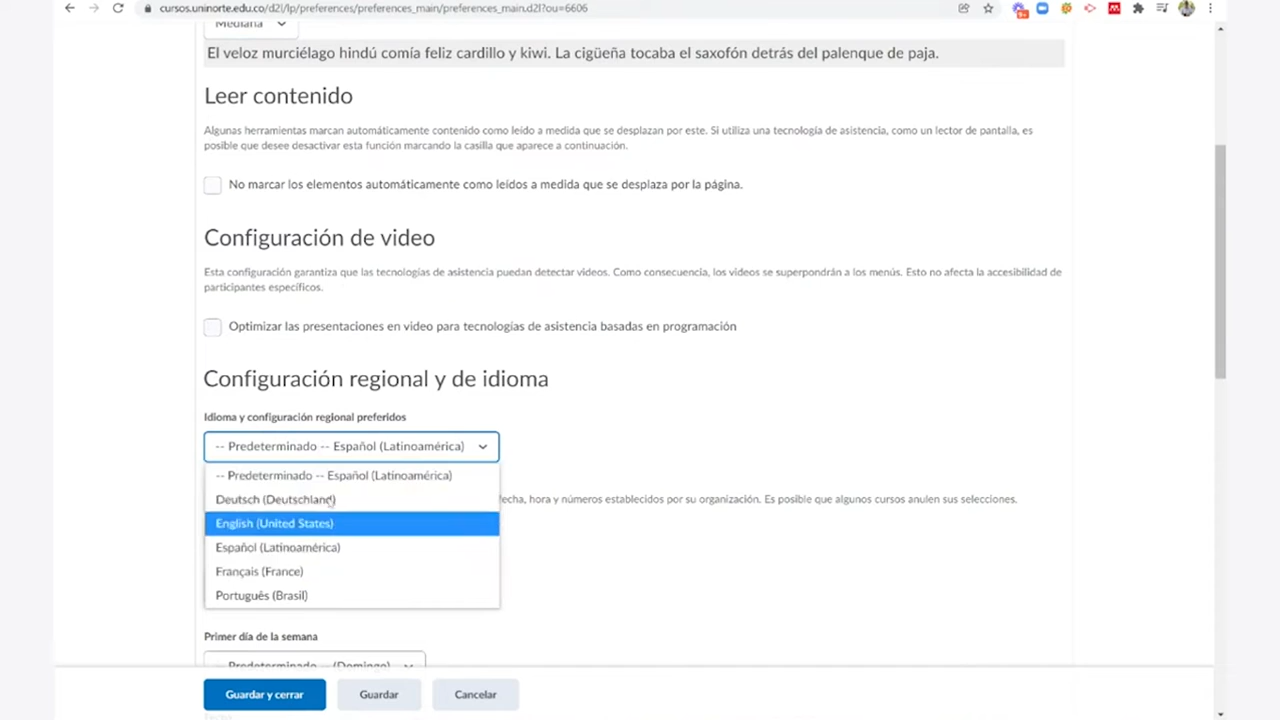 cursos.uninorte.edu.co/d2l/lp/preferences/preferences_main/preferences_main.d2l?ou=6606
Mediana
El veloz murciélago hindú comía feliz cardillo y kiwi. La cigüeña tocaba el saxofón detrás del palenque de paja.
Leer contenido
Algunas herramientas marcan automáticamente contenido como leído a medida que se desplazan por este. Si utiliza una tecnología de asistencia, como un lector de pantalla, es
posible que desee desactivar esta función marcando la casilla que aparece a continuación.
No marcar los elementos automáticamente como leídos a medida que se desplaza por la página.
Configuración de video
Esta configuración garantiza que las tecnologías de asistencia puedan detectar videos. Como consecuencia, los videos se superpondrán a los menús. Esto no afecta la accesibilidad de
participantes específicos.
Optimizar las presentaciones en video para tecnologías de asistencia basadas en programación
Configuración regional y de idioma
Idioma y configuración regional preferidos
-- Predeterminado -- Español (Latinoamérica)
-- Predeterminado -- Español (Latinoamérica)
Deutsch (Deutschland)
fecha, hora y números establecidos por su organización. Es posible que algunos cursos anulen sus selecciones.
English (United States)
Español (Latinoamérica)
Français (France)
Português (Brasil)
Primer día de la semana
-- Predeterminado -- (Domingo)
Guardar y cerrar
Guardar
Cancelar